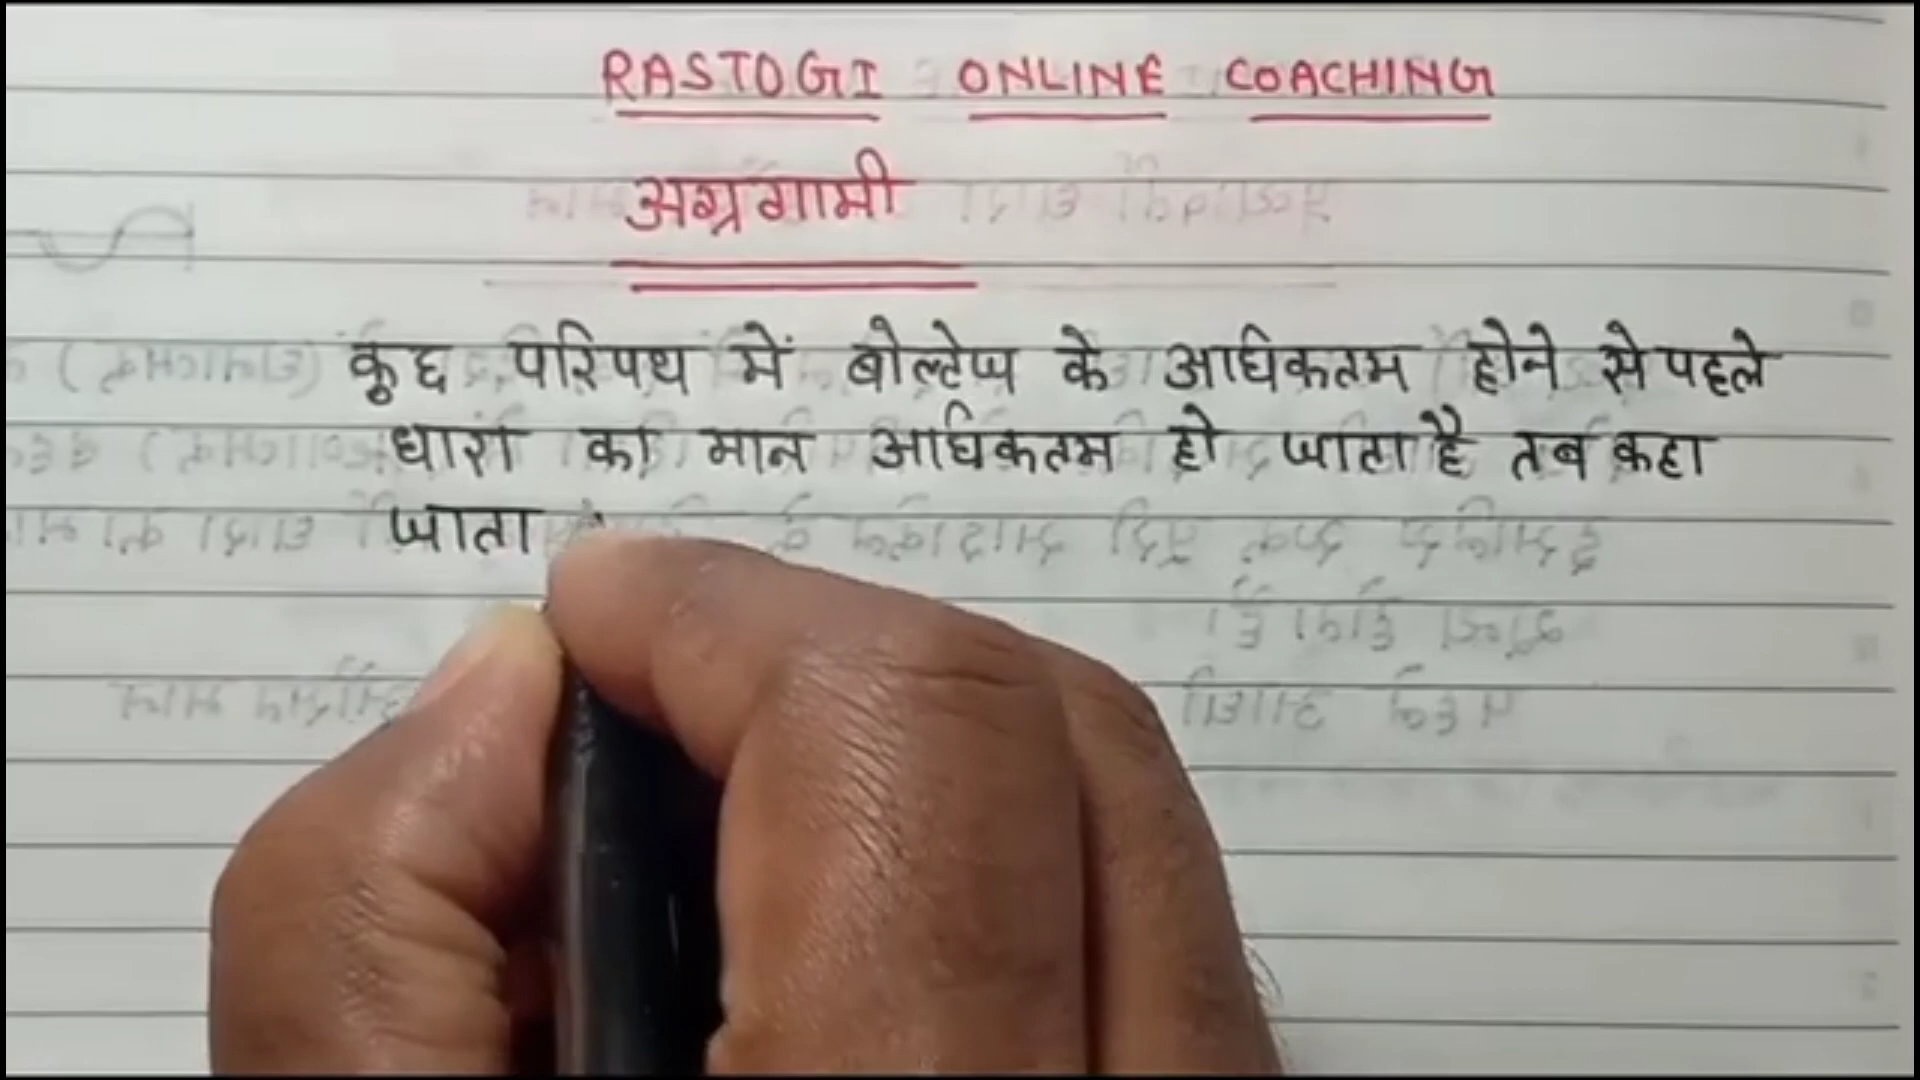 RASTOGI ONLINE COACHING
अग्रगामी
कुछ परिपथ में बोल्टेज के अधिकतम होने से पहले
धारा का मान अधिकतम हो जाता है तब कहा
जाता